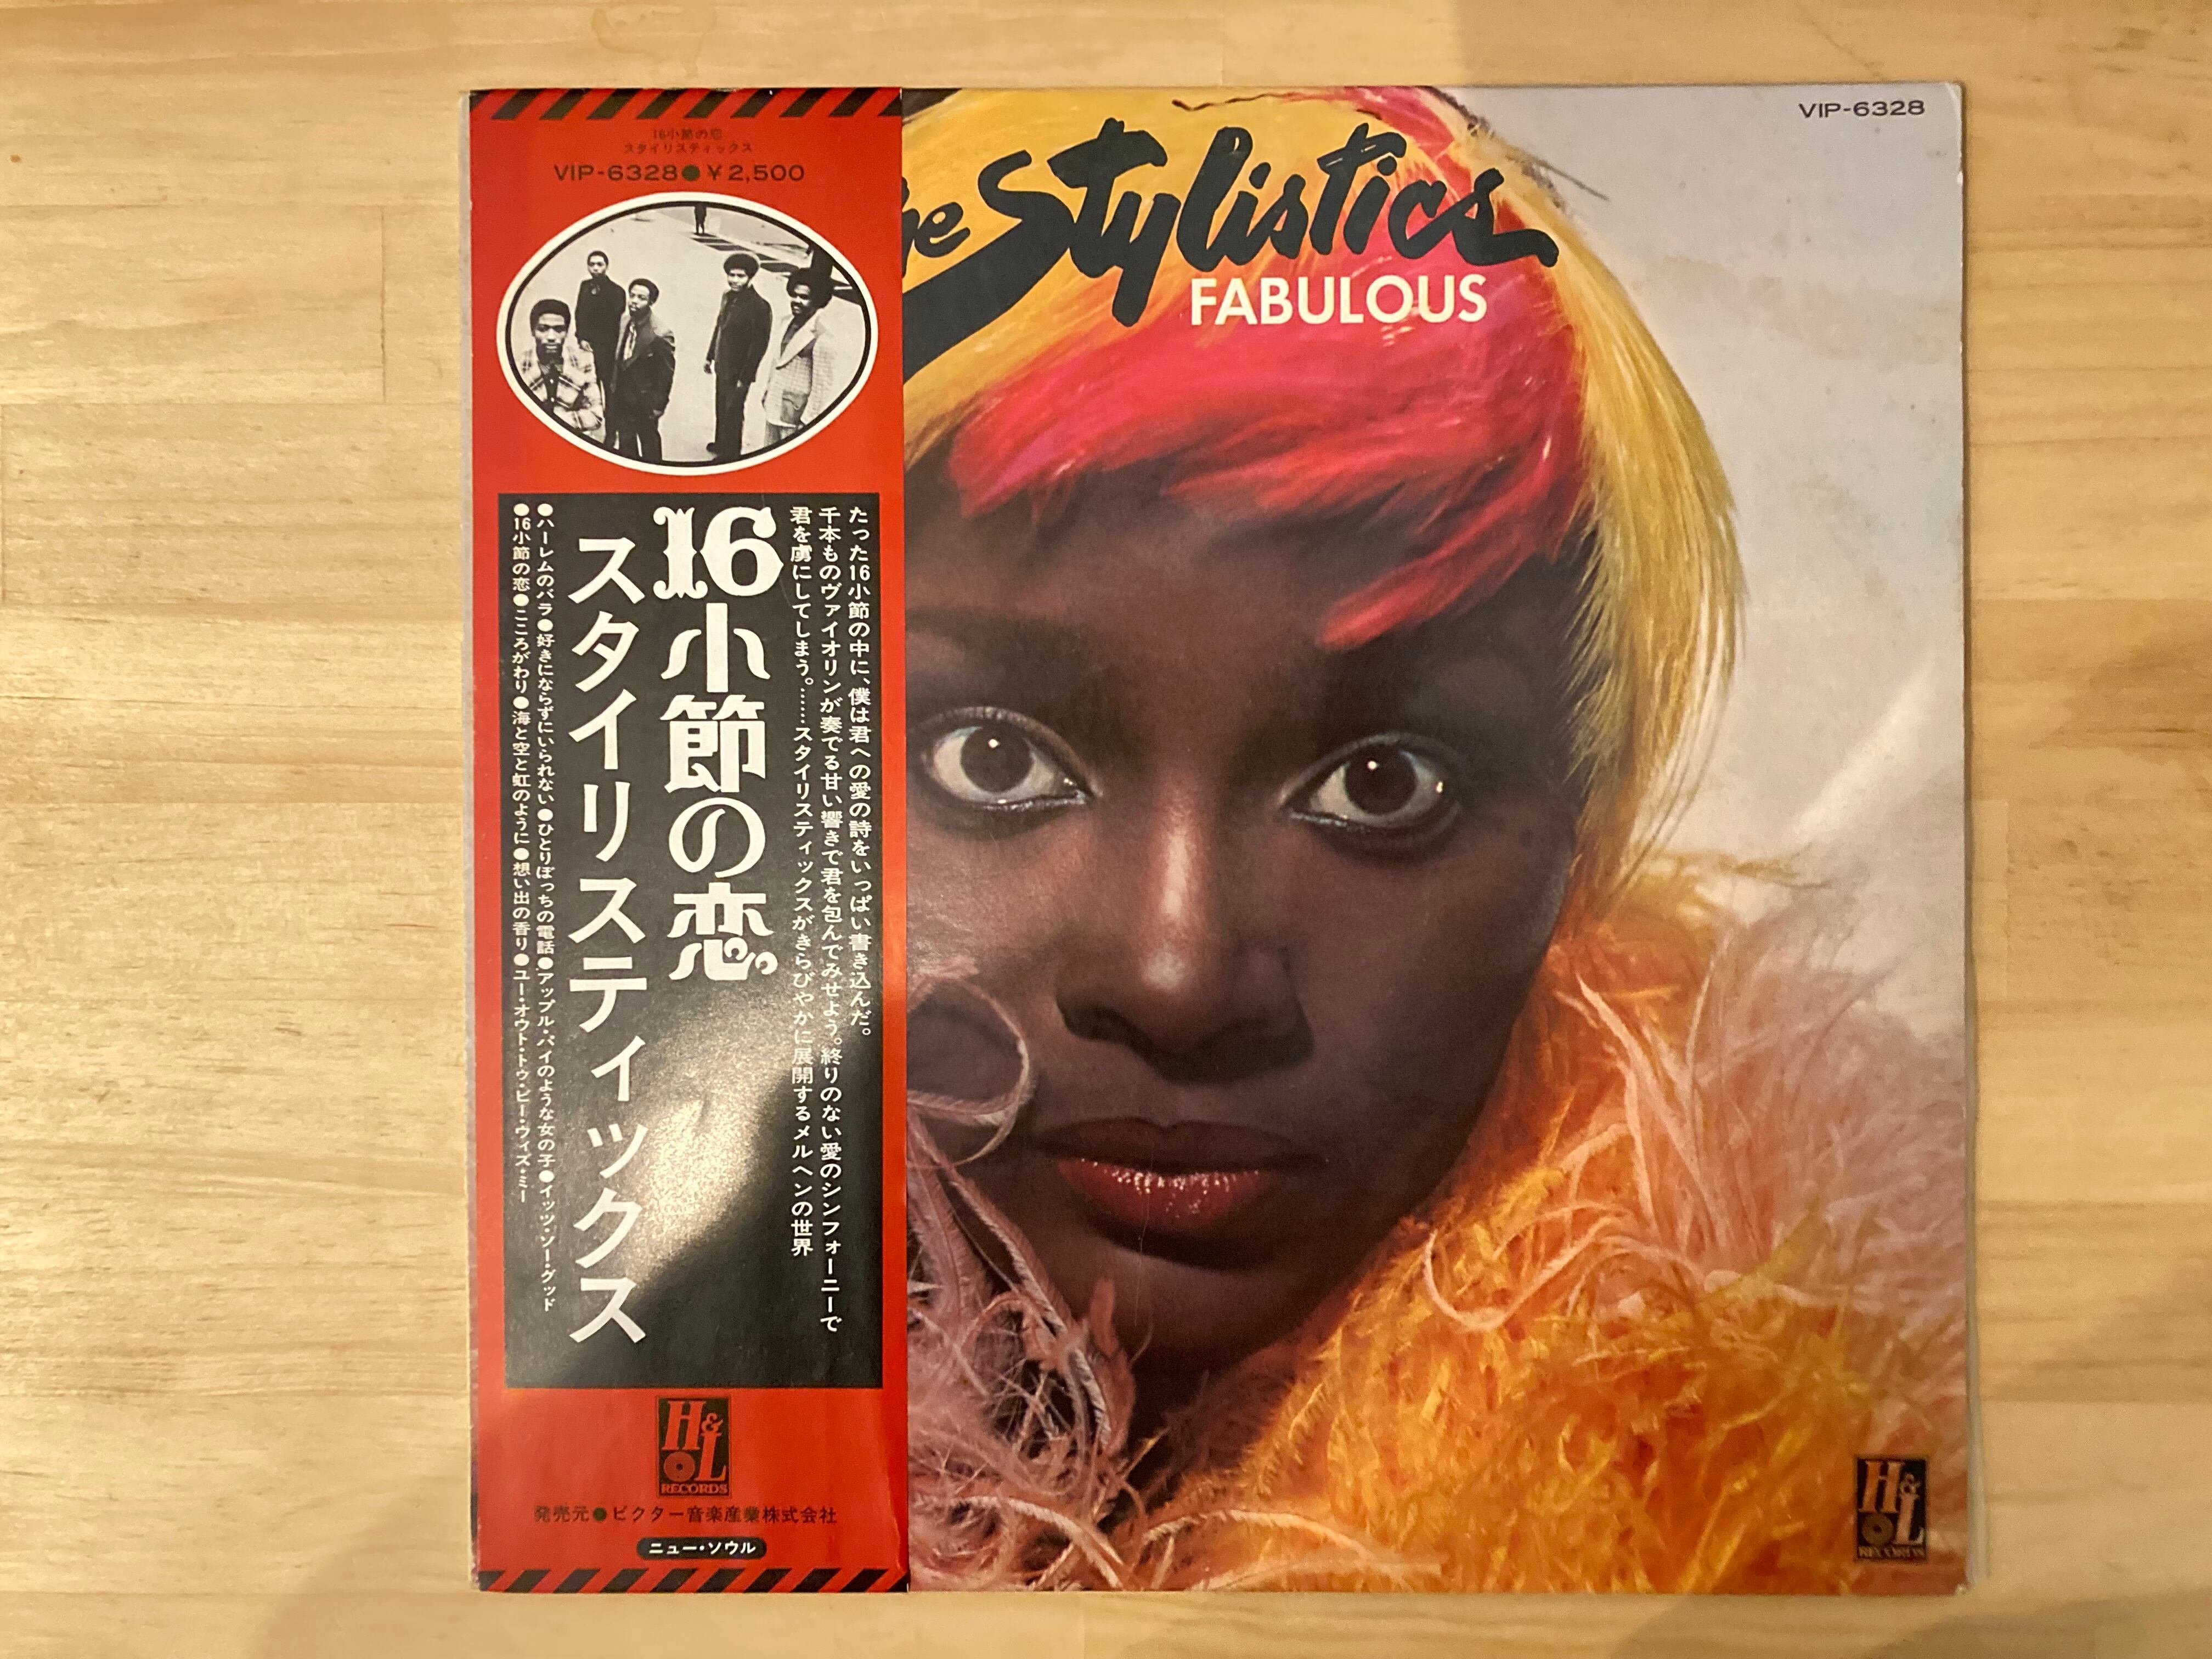 16小節の恋
スタイリスティックス
VIP-6328●¥2,500
たった16小節の中に、僕は君への愛の詩をいっぱい書き込んだ。
千本ものヴァイオリンが奏でる甘い響きで君を包んでみせよう。終りのない愛のシンフォーニーで
君を虜にしてしまう。……スタイリスティックスがきらびやかに展開するメルヘンの世界
16小節の恋
スタイリスティックス
●ハーレムのバラ●好きにならずにいられない●ひとりぼっちの電話●アップル・パイのような女の子●イッツ・ソー・グッド
●16小節の恋●こころがわり●海と空と虹のように●想い出の香り●ユー・オウト・トゥ・ビー・ウィズ・ミー
H&L
RECORDS
発売元●ビクター音楽産業株式会社
ニュー・ソウル
VIP-6328
he Stylistics
FABULOUS
H&L
RECORDS